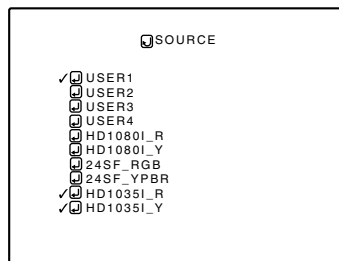 SOURCE
✓ USER1
USER2
USER3
USER4
HD1080I_R
HD1080I_Y
24SF_RGB
24SF_YPBR
✓ HD1035I_R
✓ HD1035I_Y